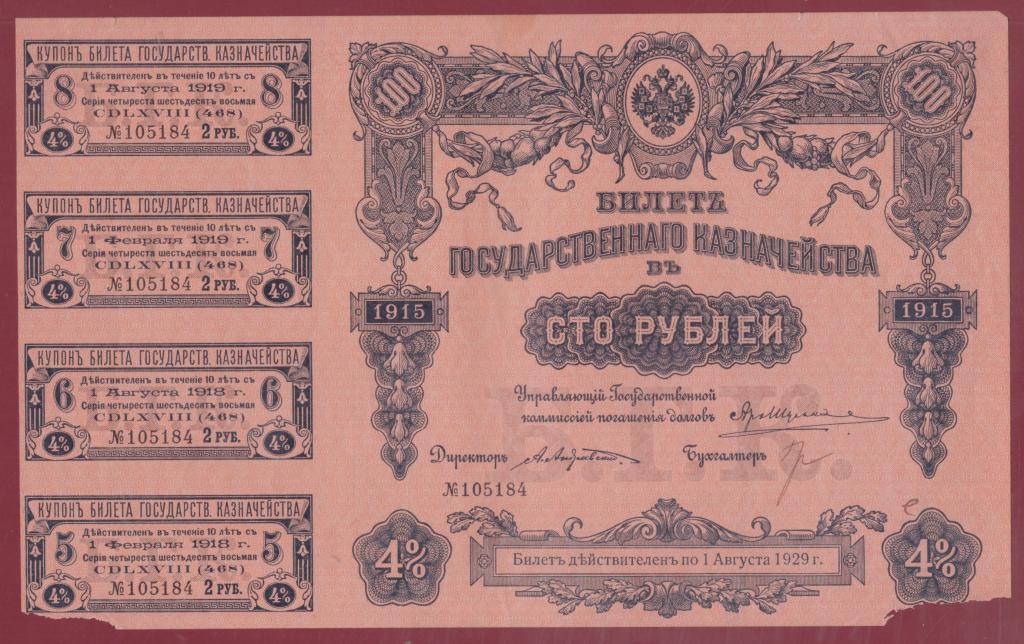 КУПОНЪ БИЛЕТА ГОСУДАРСТВ. КАЗНАЧЕЙСТВА
Дѣйствителенъ въ теченіе 10 лѣтъ съ
8 1 Августа 1919 г. 8
Серія четыреста шестьдесятъ восьмая
CDLXVIII (468)
4% №105184 2 РУБ. 4%
КУПОНЪ БИЛЕТА ГОСУДАРСТВ. КАЗНАЧЕЙСТВА
Дѣйствителенъ въ теченіе 10 лѣтъ съ
7 1 Февраля 1919 г. 7
Серія четыреста шестьдесятъ восьмая
CDLXVIII (468)
4% №105184 2 РУБ. 4%
КУПОНЪ БИЛЕТА ГОСУДАРСТВ. КАЗНАЧЕЙСТВА
Дѣйствителенъ въ теченіе 10 лѣтъ съ
6 1 Августа 1918 г. 6
Серія четыреста шестьдесятъ восьмая
CDLXVIII (468)
4% №105184 2 РУБ. 4%
КУПОНЪ БИЛЕТА ГОСУДАРСТВ. КАЗНАЧЕЙСТВА
Дѣйствителенъ въ теченіе 10 лѣтъ съ
5 1 Февраля 1918 г. 5
Серія четыреста шестьдесятъ восьмая
CDLXVIII (468)
4% №105184 2 РУБ. 4%
100 100
БИЛЕТЪ
ГОСУДАРСТВЕННАГО КАЗНАЧЕЙСТВА
ВЪ
1915 СТО РУБЛЕЙ 1915
Управляющій Государственной
коммиссіей погашенія долговъ
Директоръ Бухгалтеръ
№105184
4% Билетъ дѣйствителенъ по 1 Августа 1929 г. 4%